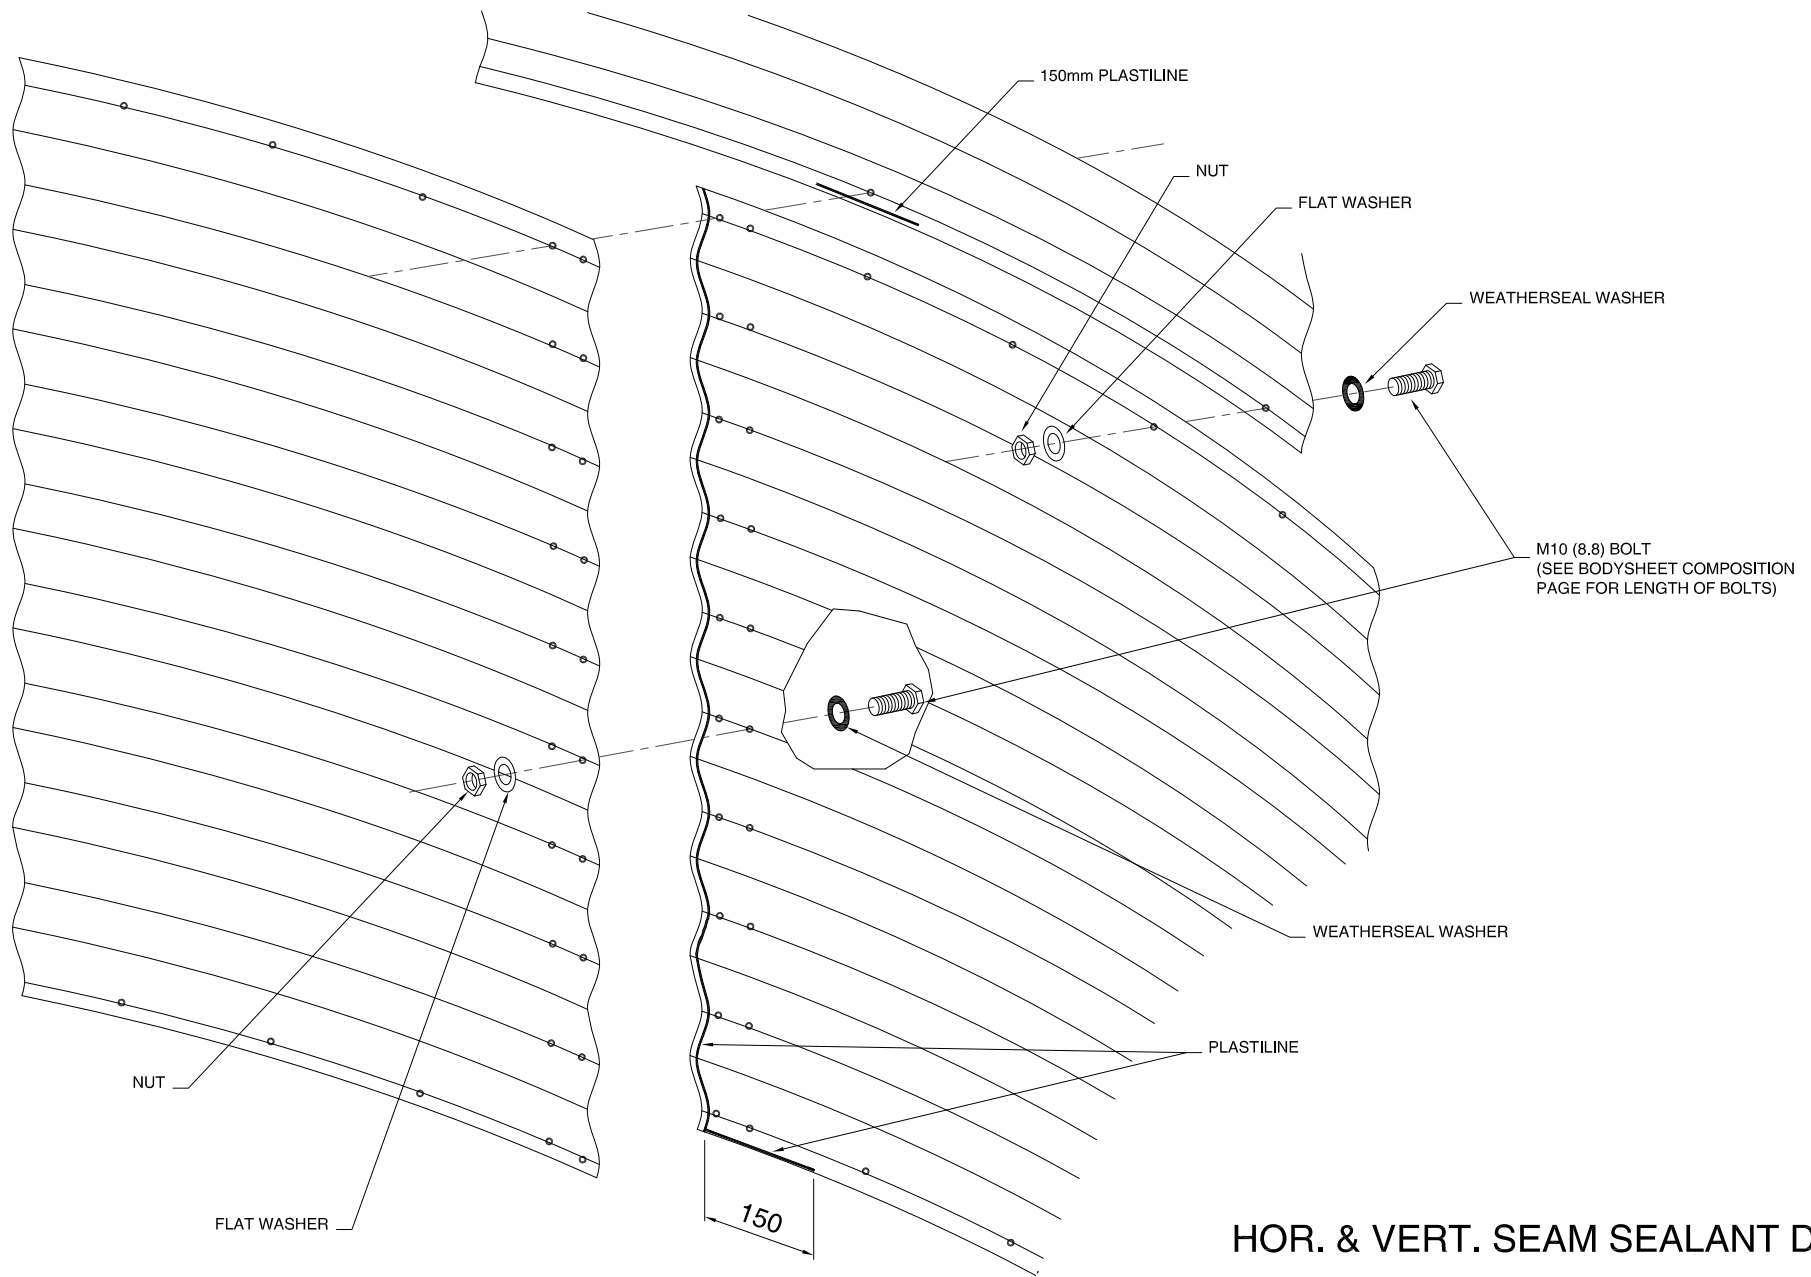 150mm PLASTILINE
NUT
FLAT WASHER
WEATHERSEAL WASHER
M10 (8.8) BOLT
(SEE BODYSHEET COMPOSITION
PAGE FOR LENGTH OF BOLTS)
WEATHERSEAL WASHER
PLASTILINE
NUT
FLAT WASHER
150
HOR. & VERT. SEAM SEALANT